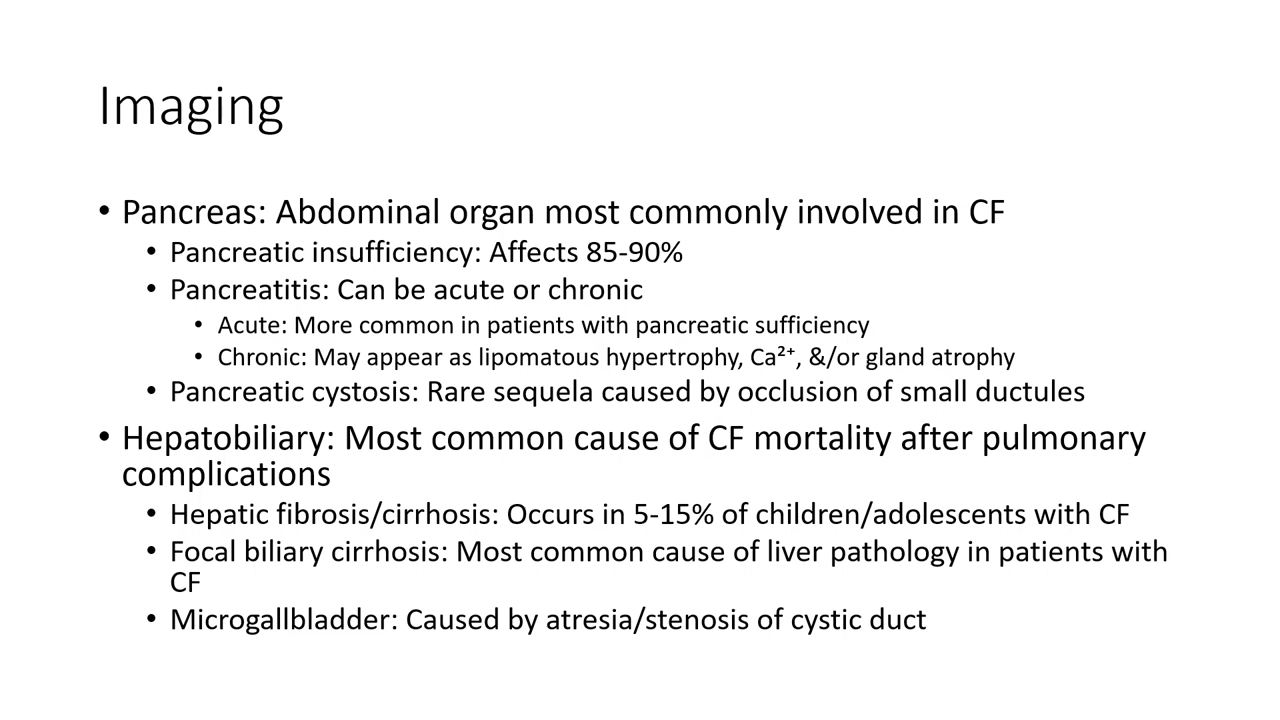 Imaging
• Pancreas: Abdominal organ most commonly involved in CF
• Pancreatic insufficiency: Affects 85-90%
• Pancreatitis: Can be acute or chronic
• Acute: More common in patients with pancreatic sufficiency
• Chronic: May appear as lipomatous hypertrophy, Ca²⁺, &/or gland atrophy
• Pancreatic cystosis: Rare sequela caused by occlusion of small ductules
• Hepatobiliary: Most common cause of CF mortality after pulmonary
complications
• Hepatic fibrosis/cirrhosis: Occurs in 5-15% of children/adolescents with CF
• Focal biliary cirrhosis: Most common cause of liver pathology in patients with
CF
• Microgallbladder: Caused by atresia/stenosis of cystic duct